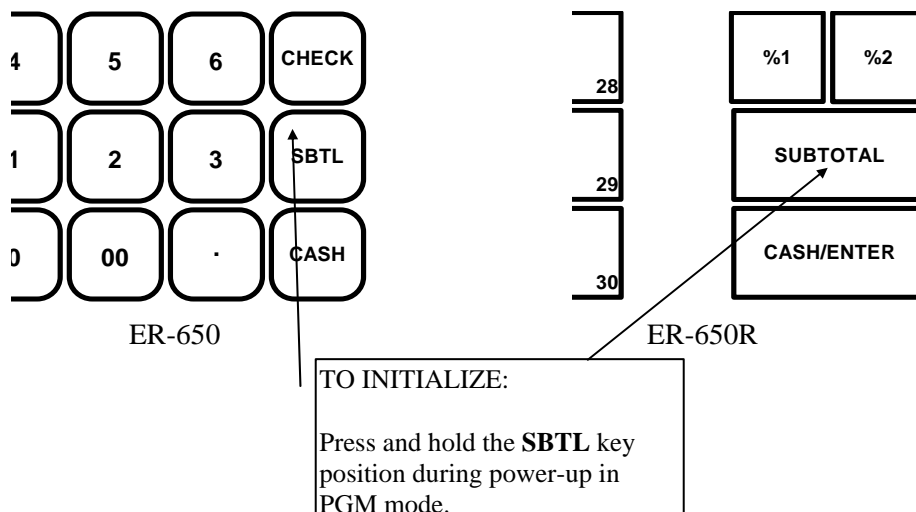 4 5 6 CHECK
1 2 3 SBTL
0 00 . CASH
ER-650
28 %1 %2
29 SUBTOTAL
30 CASH/ENTER
ER-650R
TO INITIALIZE:
Press and hold the SBTL key
position during power-up in
PGM mode.